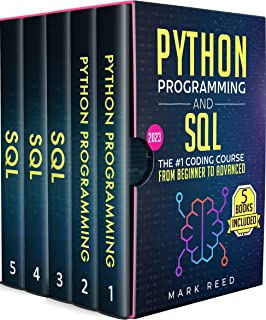 PYTHON
PROGRAMMING
AND
SQL
2023
THE #1 CODING COURSE
FROM BEGINNER TO ADVANCED
5
BOOKS
INCLUDED
MARK REED
SQL
5
SQL
4
SQL
3
PYTHON PROGRAMMING
2
PYTHON PROGRAMMING
1